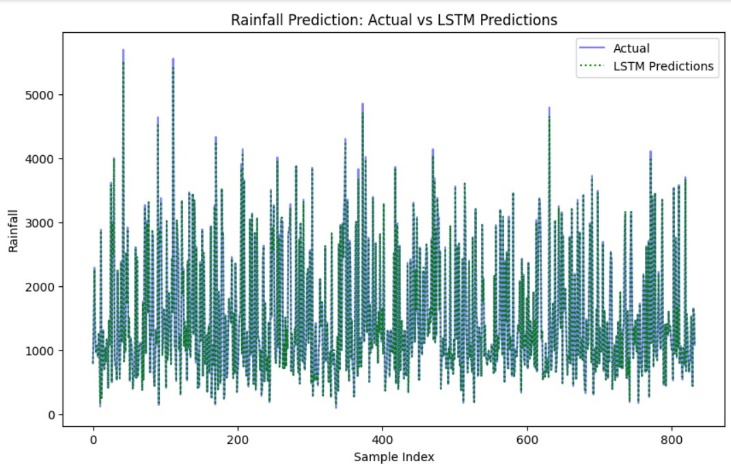 Rainfall Prediction: Actual vs LSTM Predictions
Actual
LSTM Predictions
5000
4000
3000
2000
1000
0
Rainfall
0 200 400 600 800
Sample Index